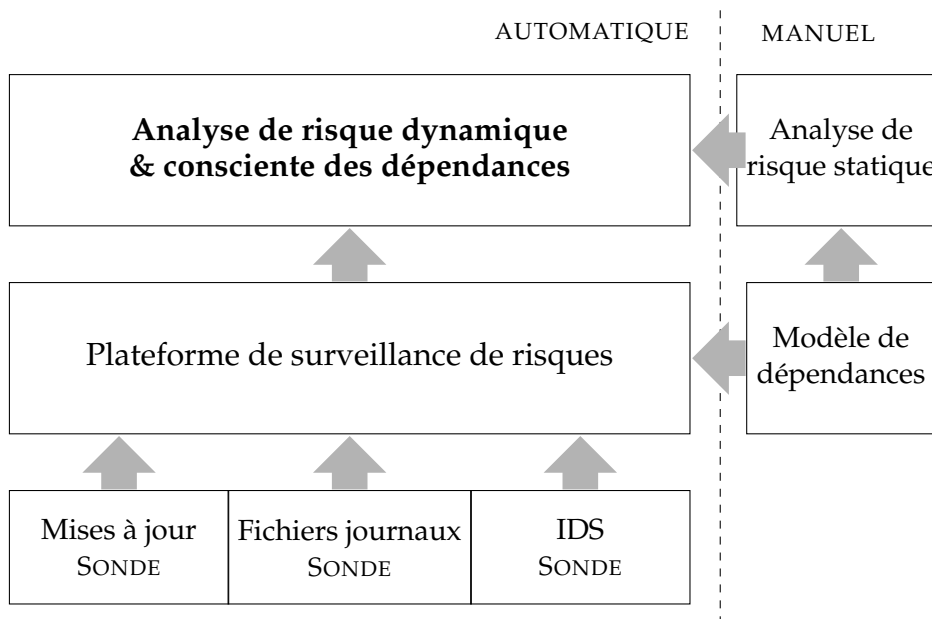 AUTOMATIQUE
MANUEL
Analyse de risque dynamique
& consciente des dépendances
Analyse de
risque statique
Plateforme de surveillance de risques
Modèle de
dépendances
Mises à jour
SONDE
Fichiers journaux
SONDE
IDS
SONDE